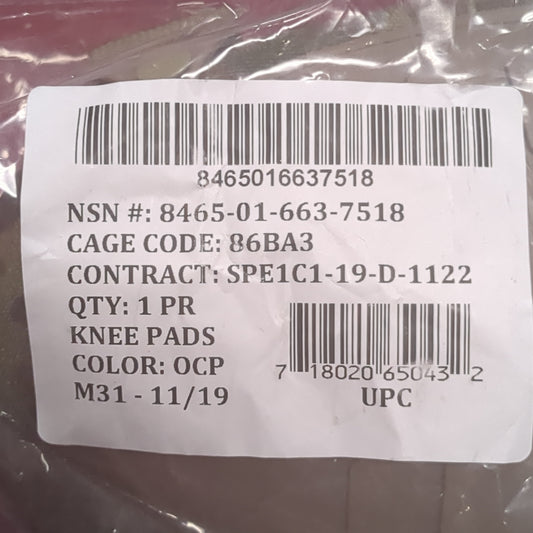 8465016637518
NSN #: 8465-01-663-7518
CAGE CODE: 86BA3
CONTRACT: SPE1C1-19-D-1122
QTY: 1 PR
KNEE PADS
COLOR: OCP
M31 - 11/19
7 18020 65043 2
UPC